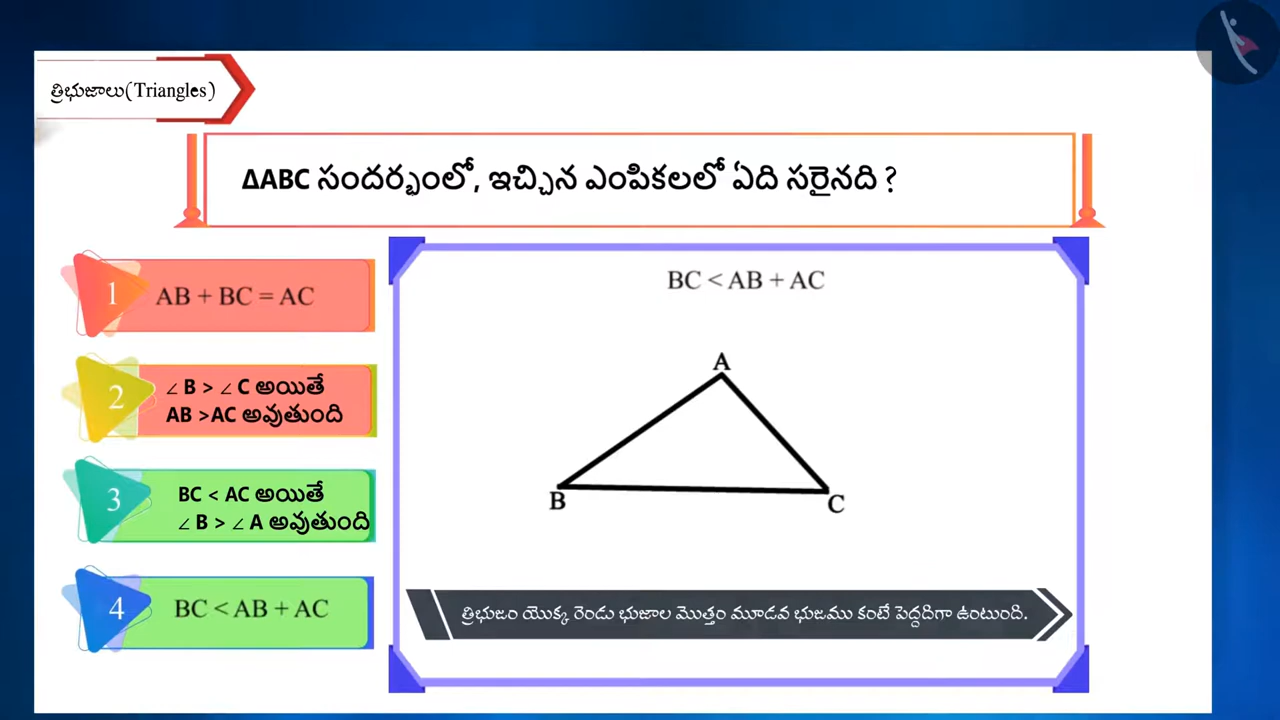 త్రిభుజాలు(Triangles)
ΔABC సందర్భంలో, ఇచ్చిన ఎంపికలలో ఏది సరైనది ?
1 AB + BC = AC
2 ∠B > ∠C అయితే
AB >AC అవుతుంది
3 BC < AC అయితే
∠B > ∠A అవుతుంది
4 BC < AB + AC
BC < AB + AC
A
B
C
త్రిభుజం యొక్క రెండు భుజాల మొత్తం మూడవ భుజము కంటే పెద్దదిగా ఉంటుంది.